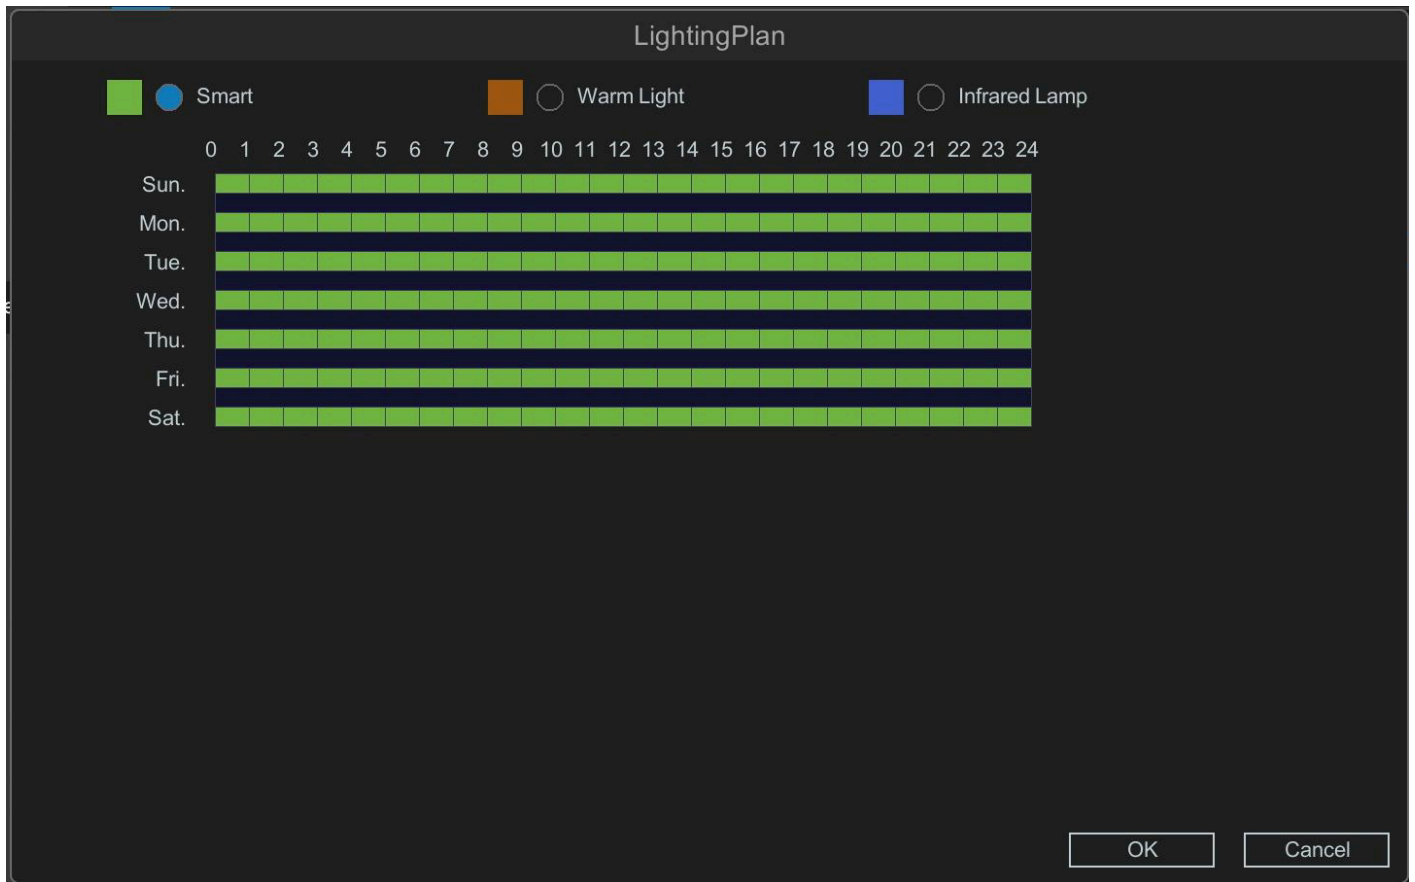 LightingPlan
Smart Warm Light Infrared Lamp
0 1 2 3 4 5 6 7 8 9 10 11 12 13 14 15 16 17 18 19 20 21 22 23 24
Sun.
Mon.
Tue.
Wed.
Thu.
Fri.
Sat.
OK Cancel